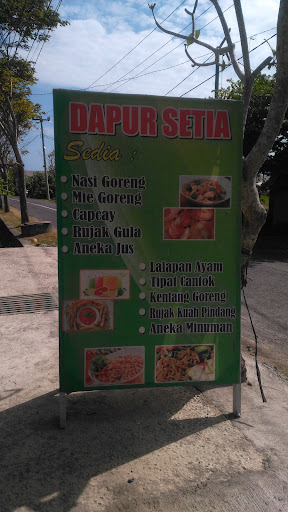 DAPUR SETIA
Sedia :
• Nasi Goreng
• Mie Goreng
• Capcay
• Rujak Gula
• Aneka Jus
• Lalapan Ayam
• Tipat Cantok
• Kentang Goreng
• Rujak Kuah Pindang
• Aneka Minuman